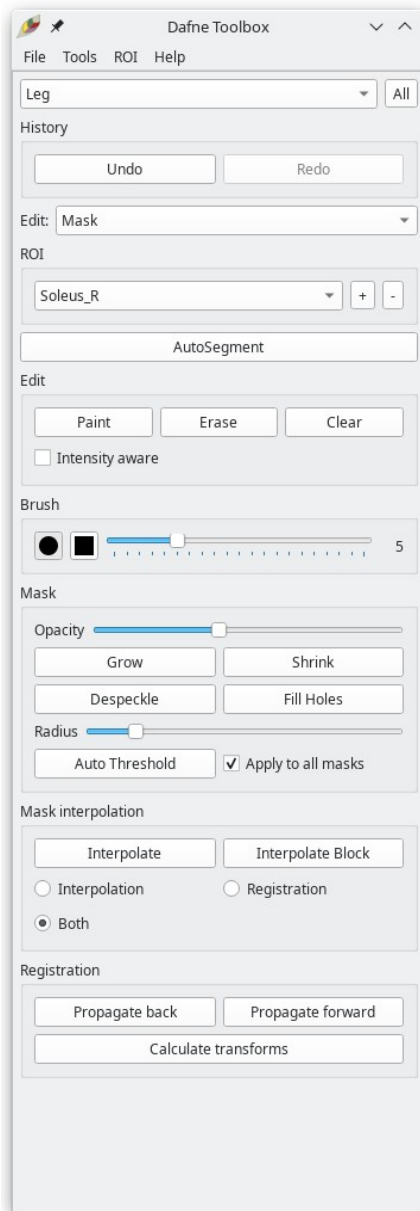 Dafne Toolbox
File Tools ROI Help
Leg All
History
Undo Redo
Edit: Mask
ROI
Soleus_R + -
AutoSegment
Edit
Paint Erase Clear
Intensity aware
Brush
5
Mask
Opacity
Grow Shrink
Despeckle Fill Holes
Radius
Auto Threshold Apply to all masks
Mask interpolation
Interpolate Interpolate Block
Interpolation Registration
Both
Registration
Propagate back Propagate forward
Calculate transforms